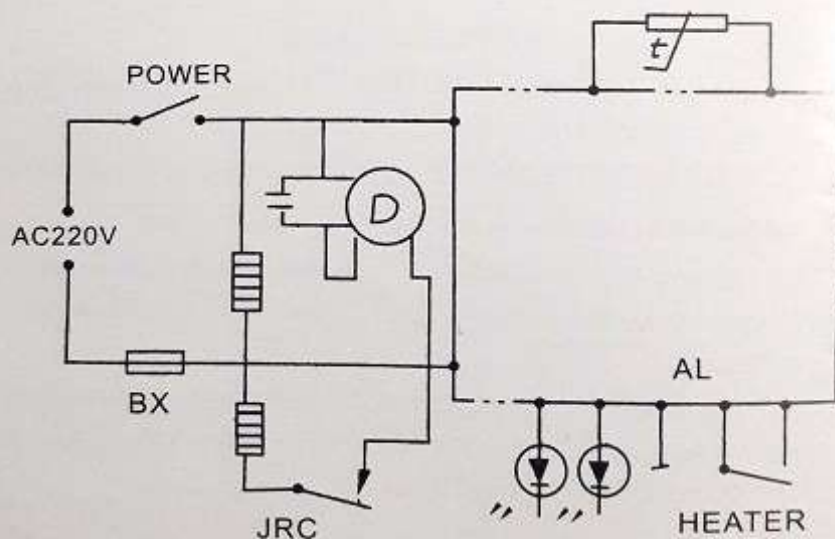 t
POWER
D
AC220V
AL
BX
JRC
HEATER